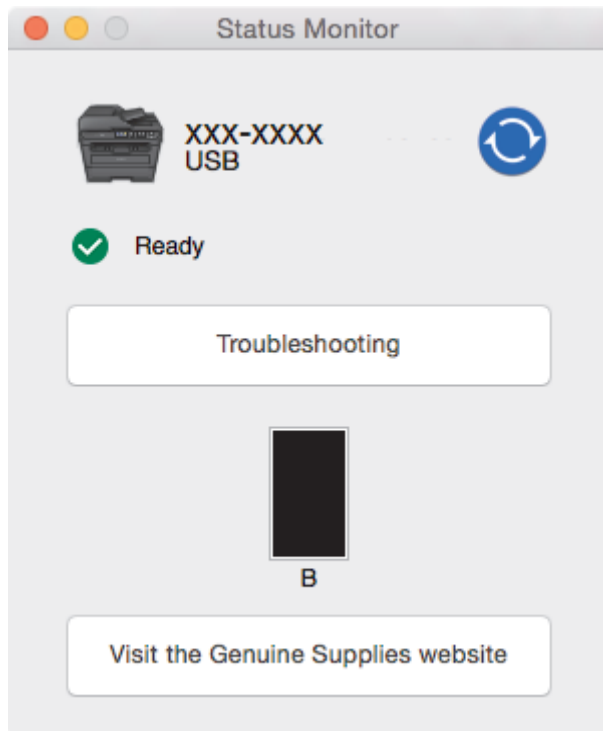 Status Monitor
XXX-XXXX
USB
Ready
Troubleshooting
B
Visit the Genuine Supplies website